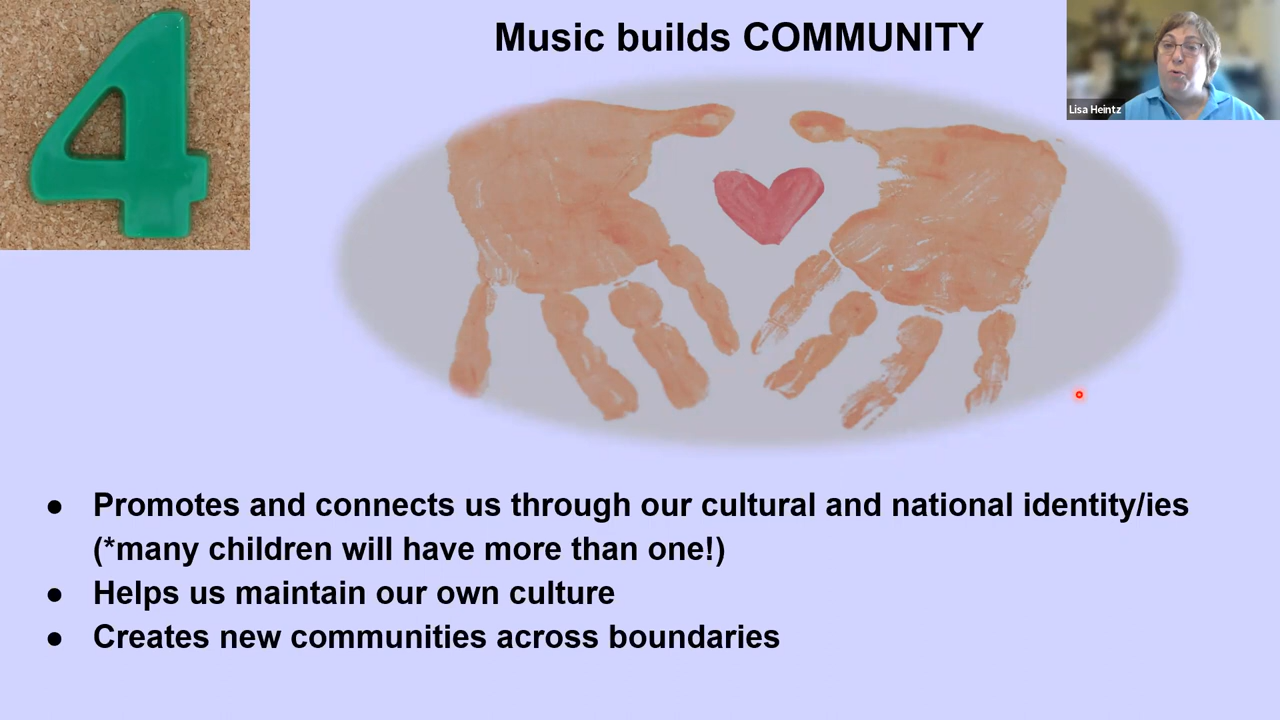 4
Music builds COMMUNITY
Lisa Heintz
● Promotes and connects us through our cultural and national identity/ies
(*many children will have more than one!)
● Helps us maintain our own culture
● Creates new communities across boundaries